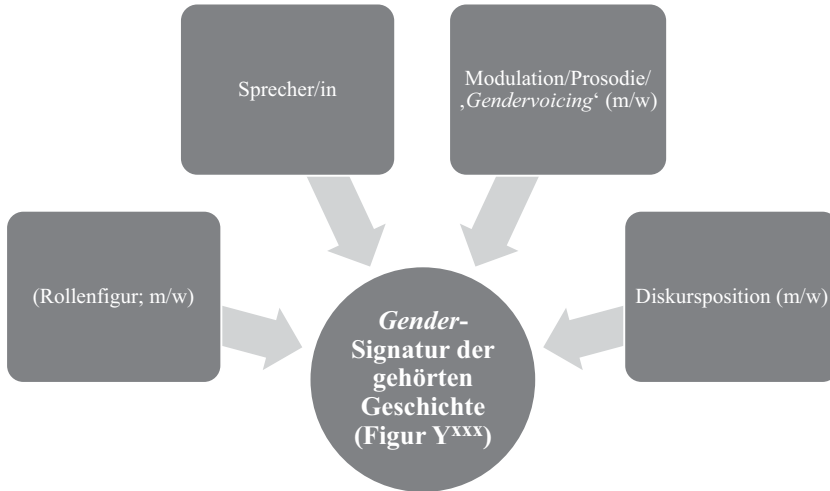 Sprecher/in
Modulation/Prosodie/
‚Gendervoicing‘ (m/w)
(Rollenfigur; m/w)
Diskursposition (m/w)
Gender-
Signatur der
gehörten
Geschichte
(Figur Yxxx)